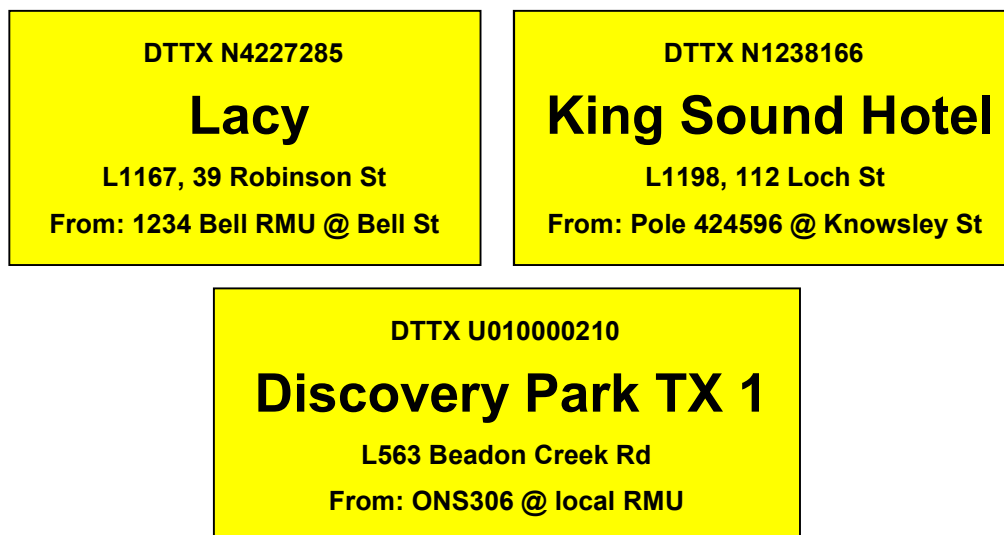 DTTX N4227285
Lacy
L1167, 39 Robinson St
From: 1234 Bell RMU @ Bell St
DTTX N1238166
King Sound Hotel
L1198, 112 Loch St
From: Pole 424596 @ Knowsley St
DTTX U010000210
Discovery Park TX 1
L563 Beadon Creek Rd
From: ONS306 @ local RMU